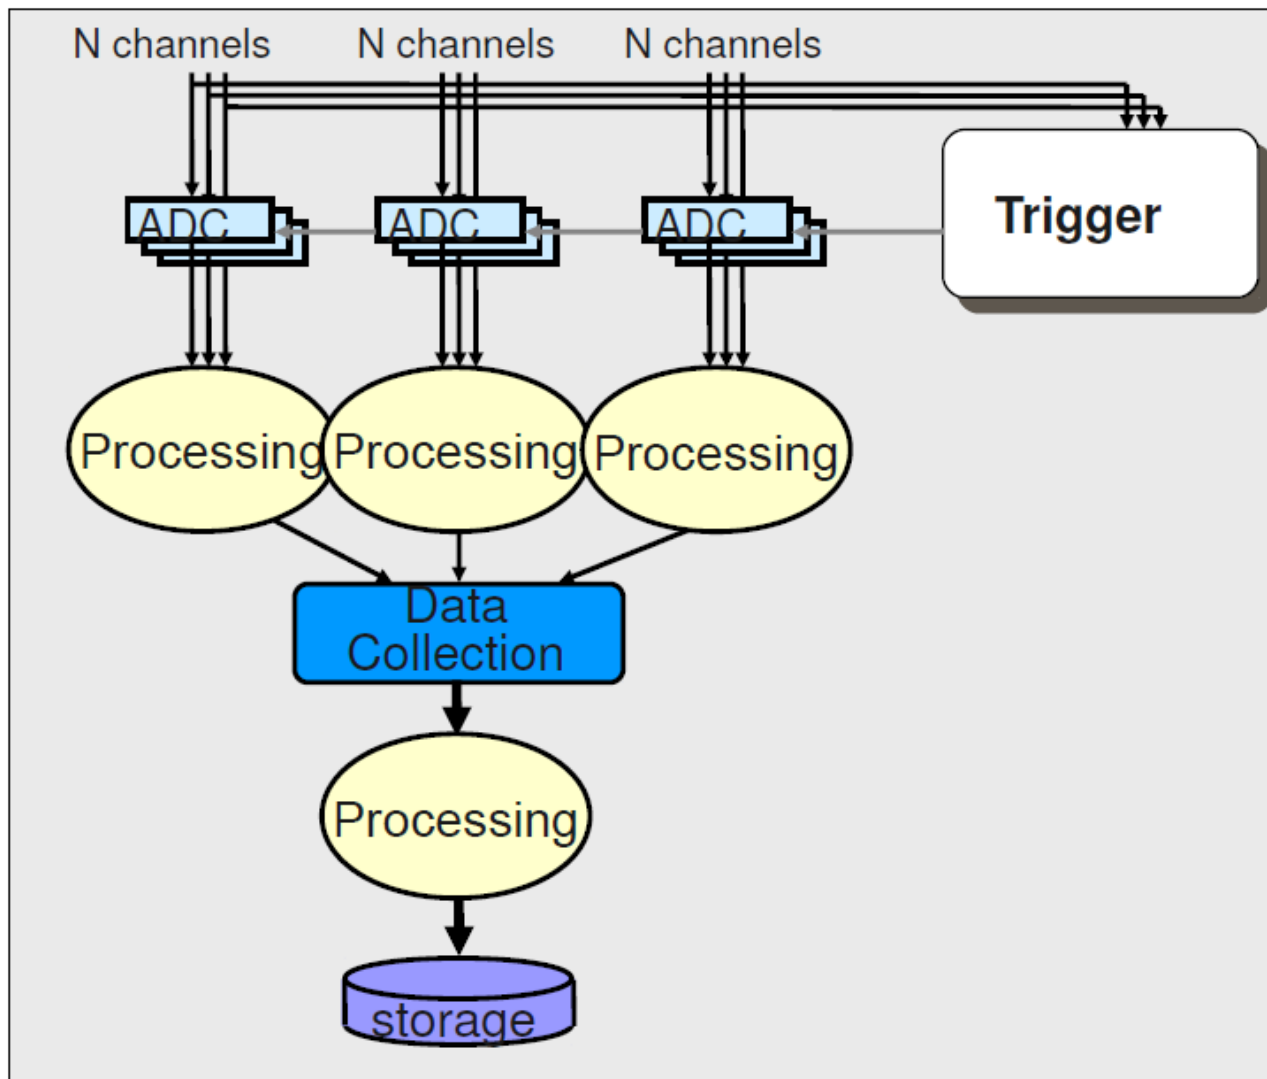 N channels
N channels
N channels
ADC
ADC
ADC
Trigger
Processing
Processing
Processing
Data
Collection
Processing
storage